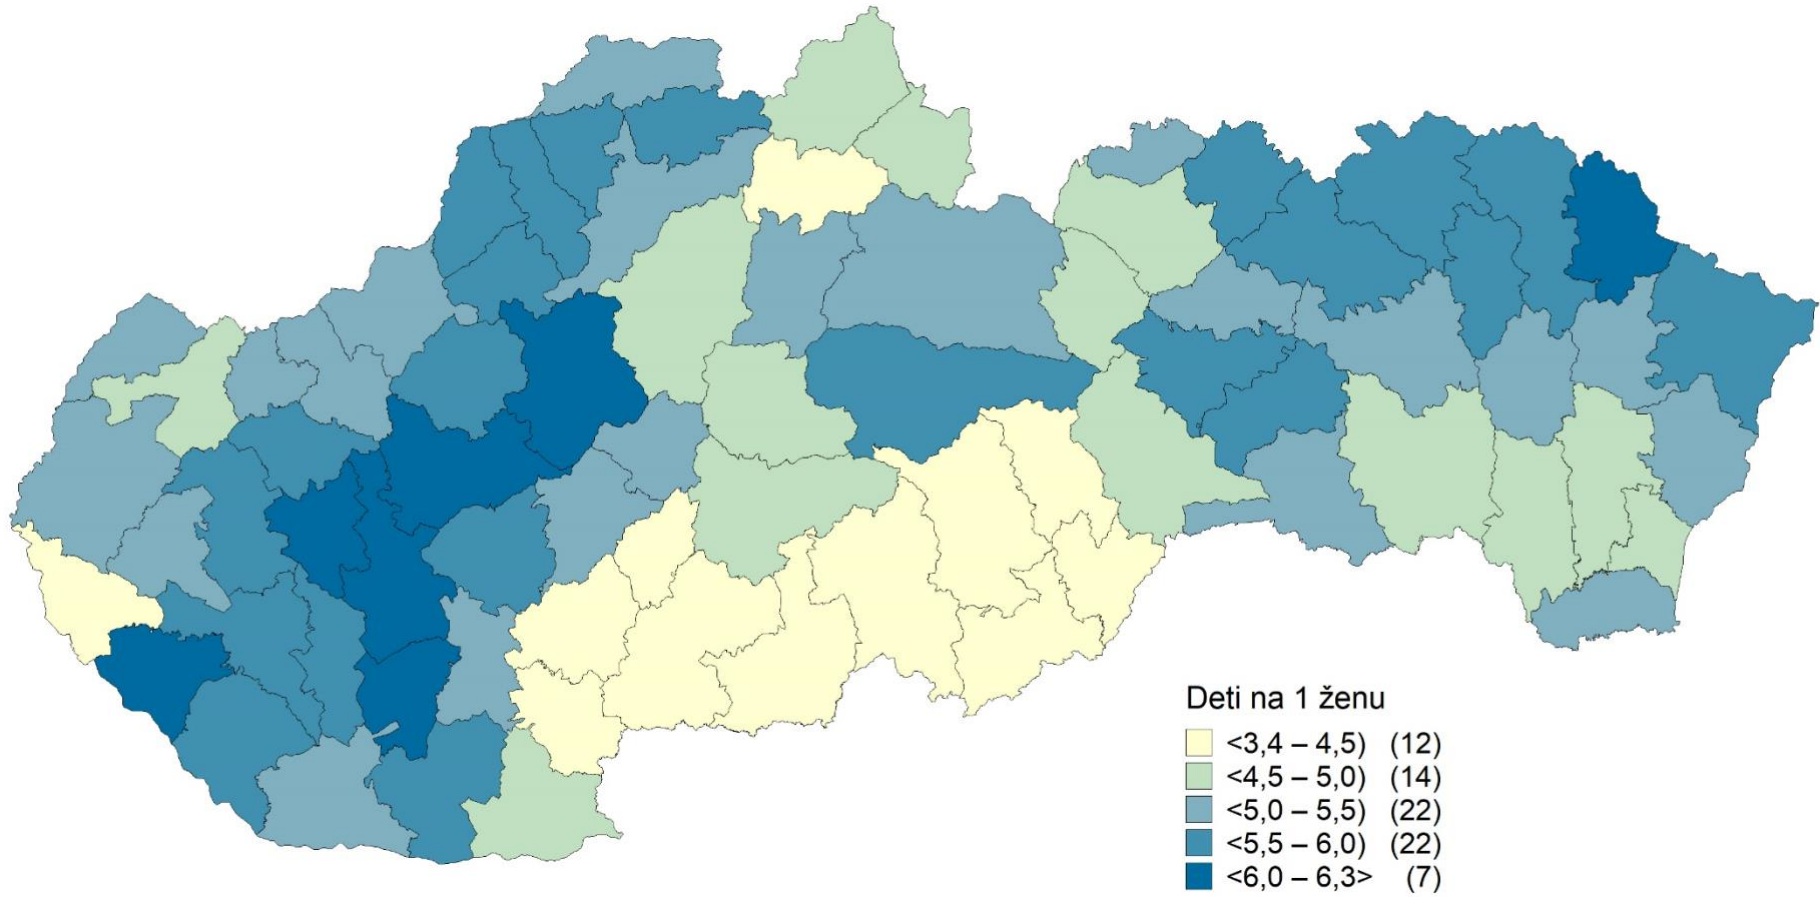 Deti na 1 ženu
<3,4 – 4,5) (12)
<4,5 – 5,0) (14)
<5,0 – 5,5) (22)
<5,5 – 6,0) (22)
<6,0 – 6,3> (7)